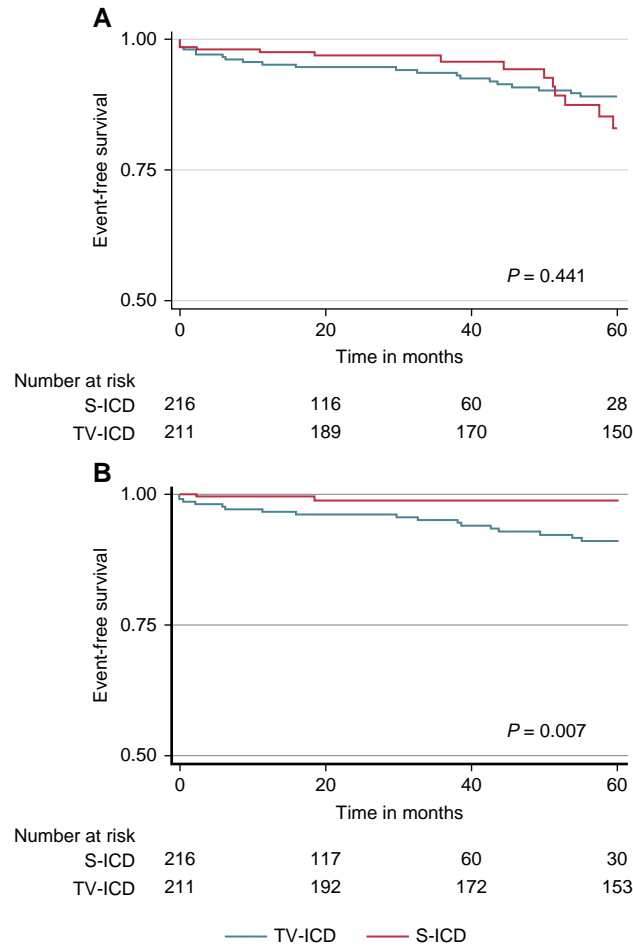 A
1.00
0.75
0.50
Event-free survival
P = 0.441
0 20 40 60
Time in months
Number at risk
S-ICD 216 116 60 28
TV-ICD 211 189 170 150
B
1.00
0.75
0.50
Event-free survival
P = 0.007
0 20 40 60
Time in months
Number at risk
S-ICD 216 117 60 30
TV-ICD 211 192 172 153
TV-ICD S-ICD